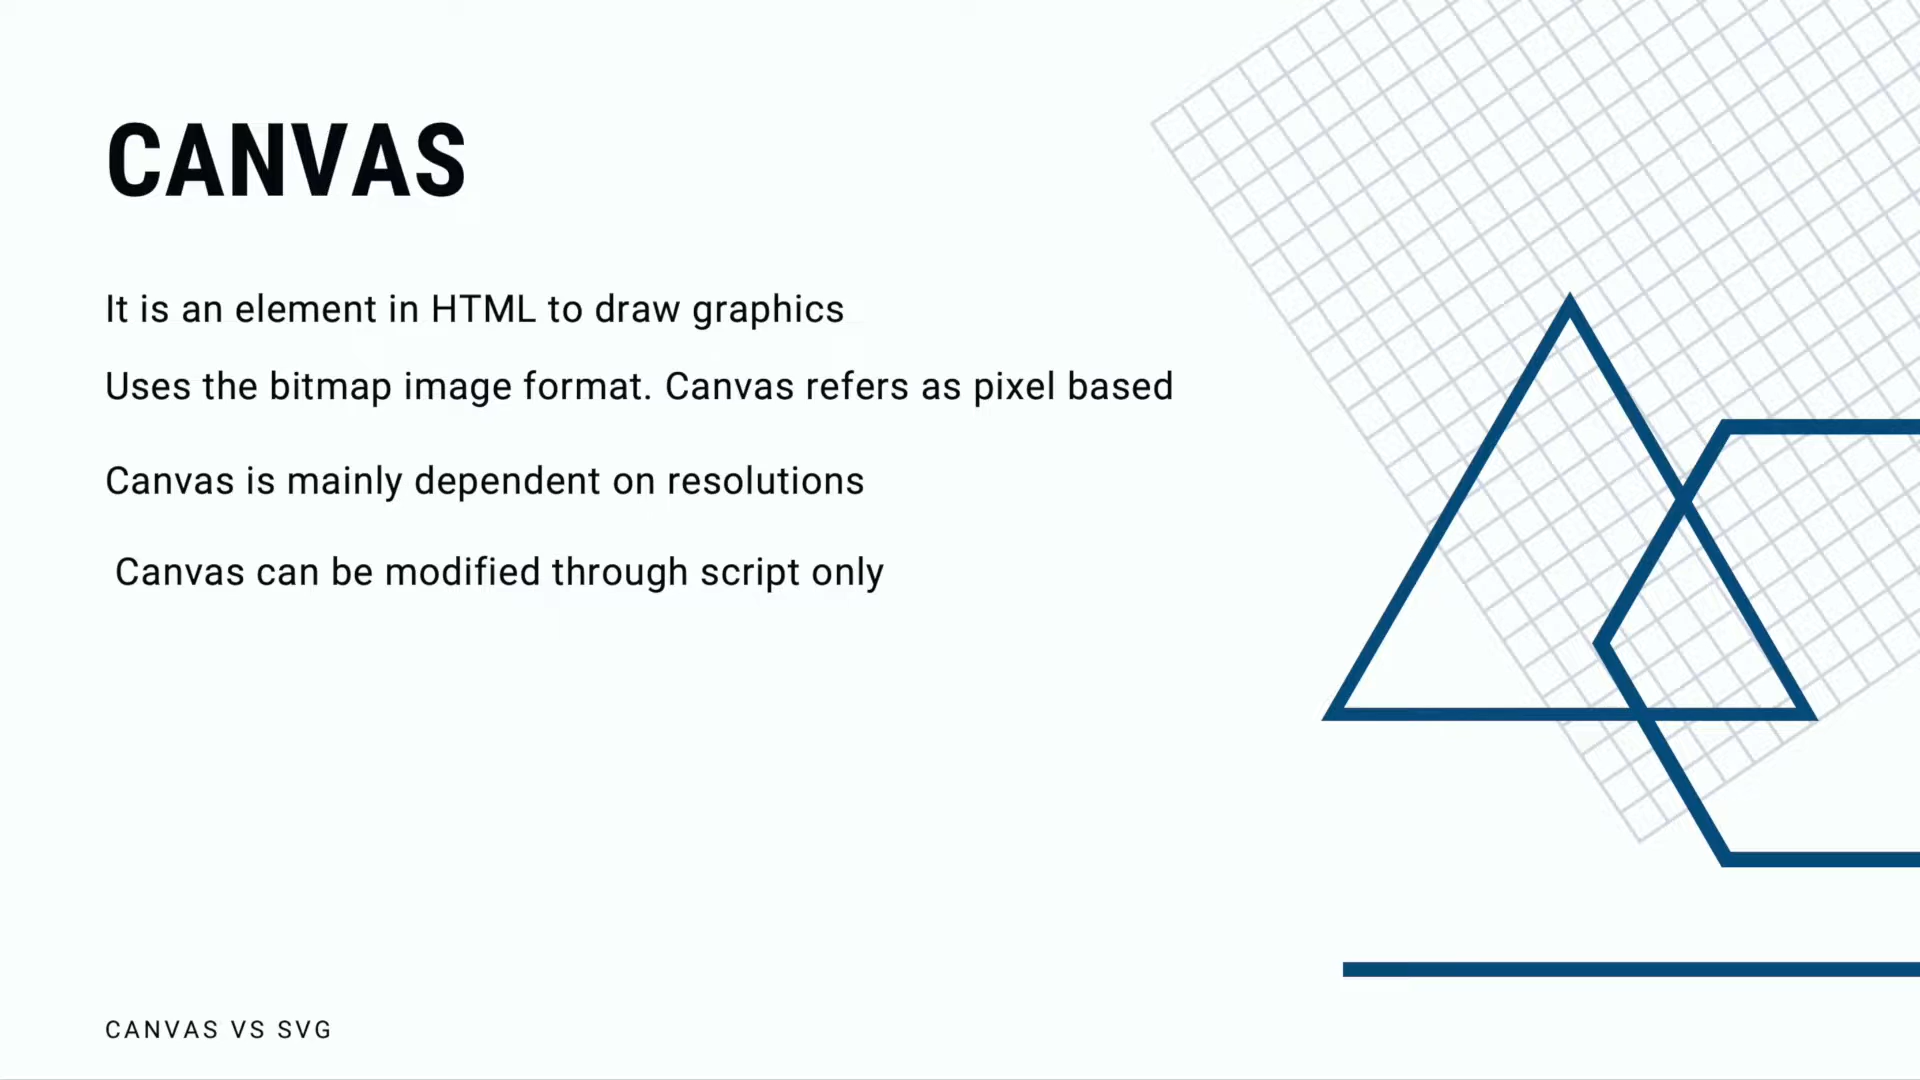 CANVAS
It is an element in HTML to draw graphics
Uses the bitmap image format. Canvas refers as pixel based
Canvas is mainly dependent on resolutions
Canvas can be modified through script only
CANVAS VS SVG